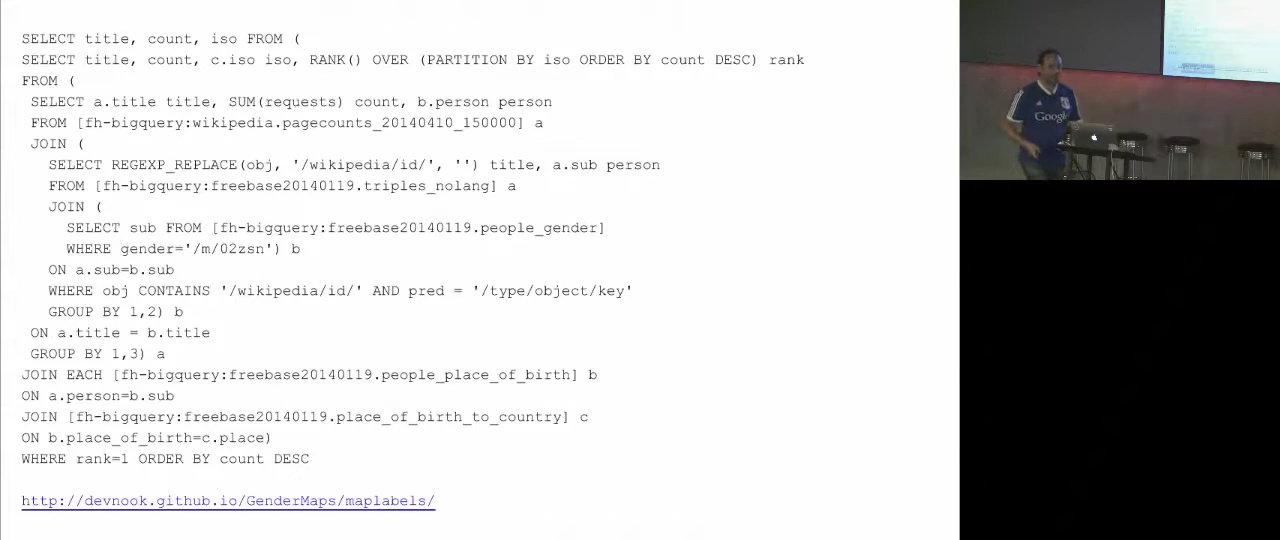 SELECT title, count, iso FROM (
SELECT title, count, c.iso iso, RANK() OVER (PARTITION BY iso ORDER BY count DESC) rank
FROM (
SELECT a.title title, SUM(requests) count, b.person person
FROM [fh-bigquery:wikipedia.pagecounts_20140410_150000] a
JOIN (
SELECT REGEXP_REPLACE(obj, '/wikipedia/id/', '') title, a.sub person
FROM [fh-bigquery:freebase20140119.triples_nolang] a
JOIN (
SELECT sub FROM [fh-bigquery:freebase20140119.people_gender]
WHERE gender='/m/02zsn') b
ON a.sub=b.sub
WHERE obj CONTAINS '/wikipedia/id/' AND pred = '/type/object/key'
GROUP BY 1,2) b
ON a.title = b.title
GROUP BY 1,3) a
JOIN EACH [fh-bigquery:freebase20140119.people_place_of_birth] b
ON a.person=b.sub
JOIN [fh-bigquery:freebase20140119.place_of_birth_to_country] c
ON b.place_of_birth=c.place)
WHERE rank=1 ORDER BY count DESC
http://devnook.github.io/GenderMaps/maplabels/
Google